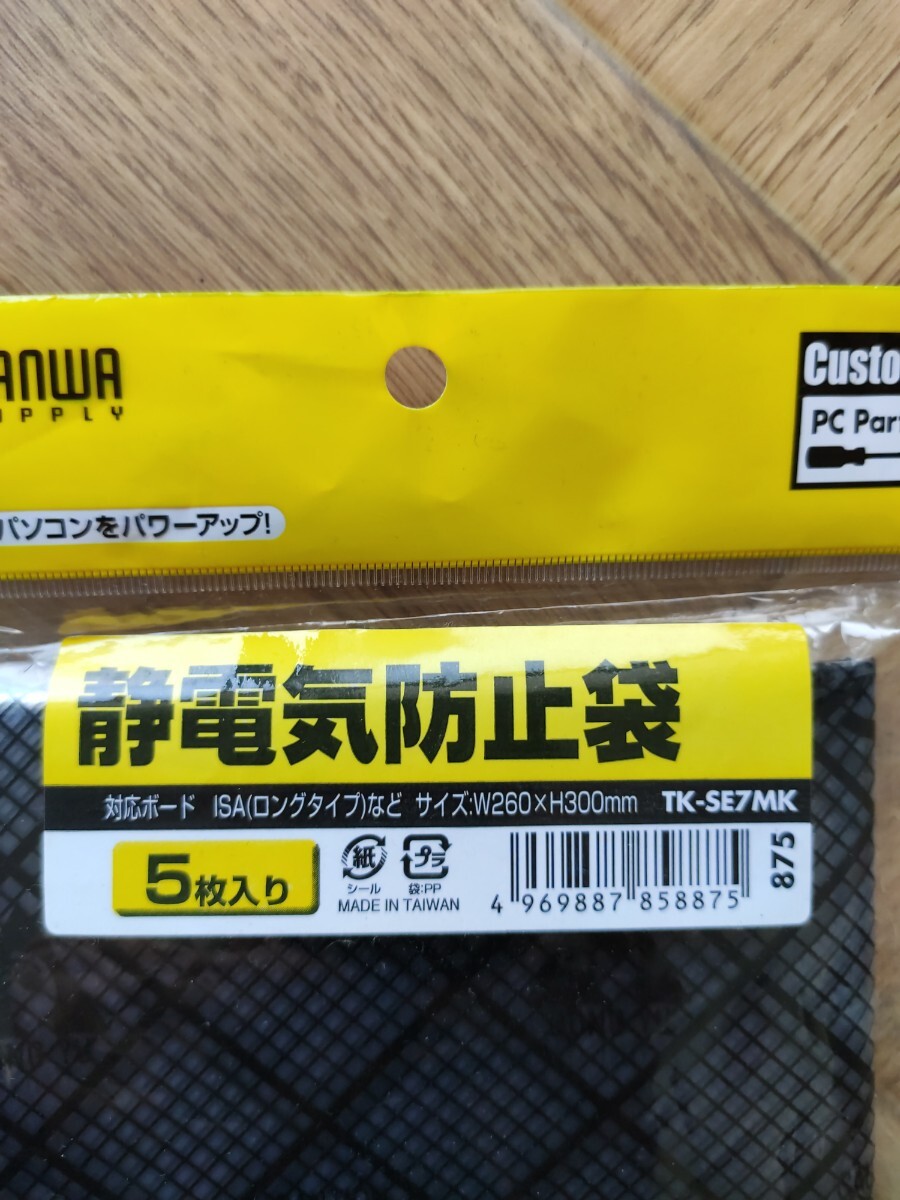 ANWA
UPPLY
Custo
PC Par
パソコンをパワーアップ!
静電気防止袋
対応ボード ISA(ロングタイプ)など サイズ:W260×H300mm TK-SE7MK
5枚入り
紙
シール
プラ
袋:PP
MADE IN TAIWAN
4 969887 858875
875